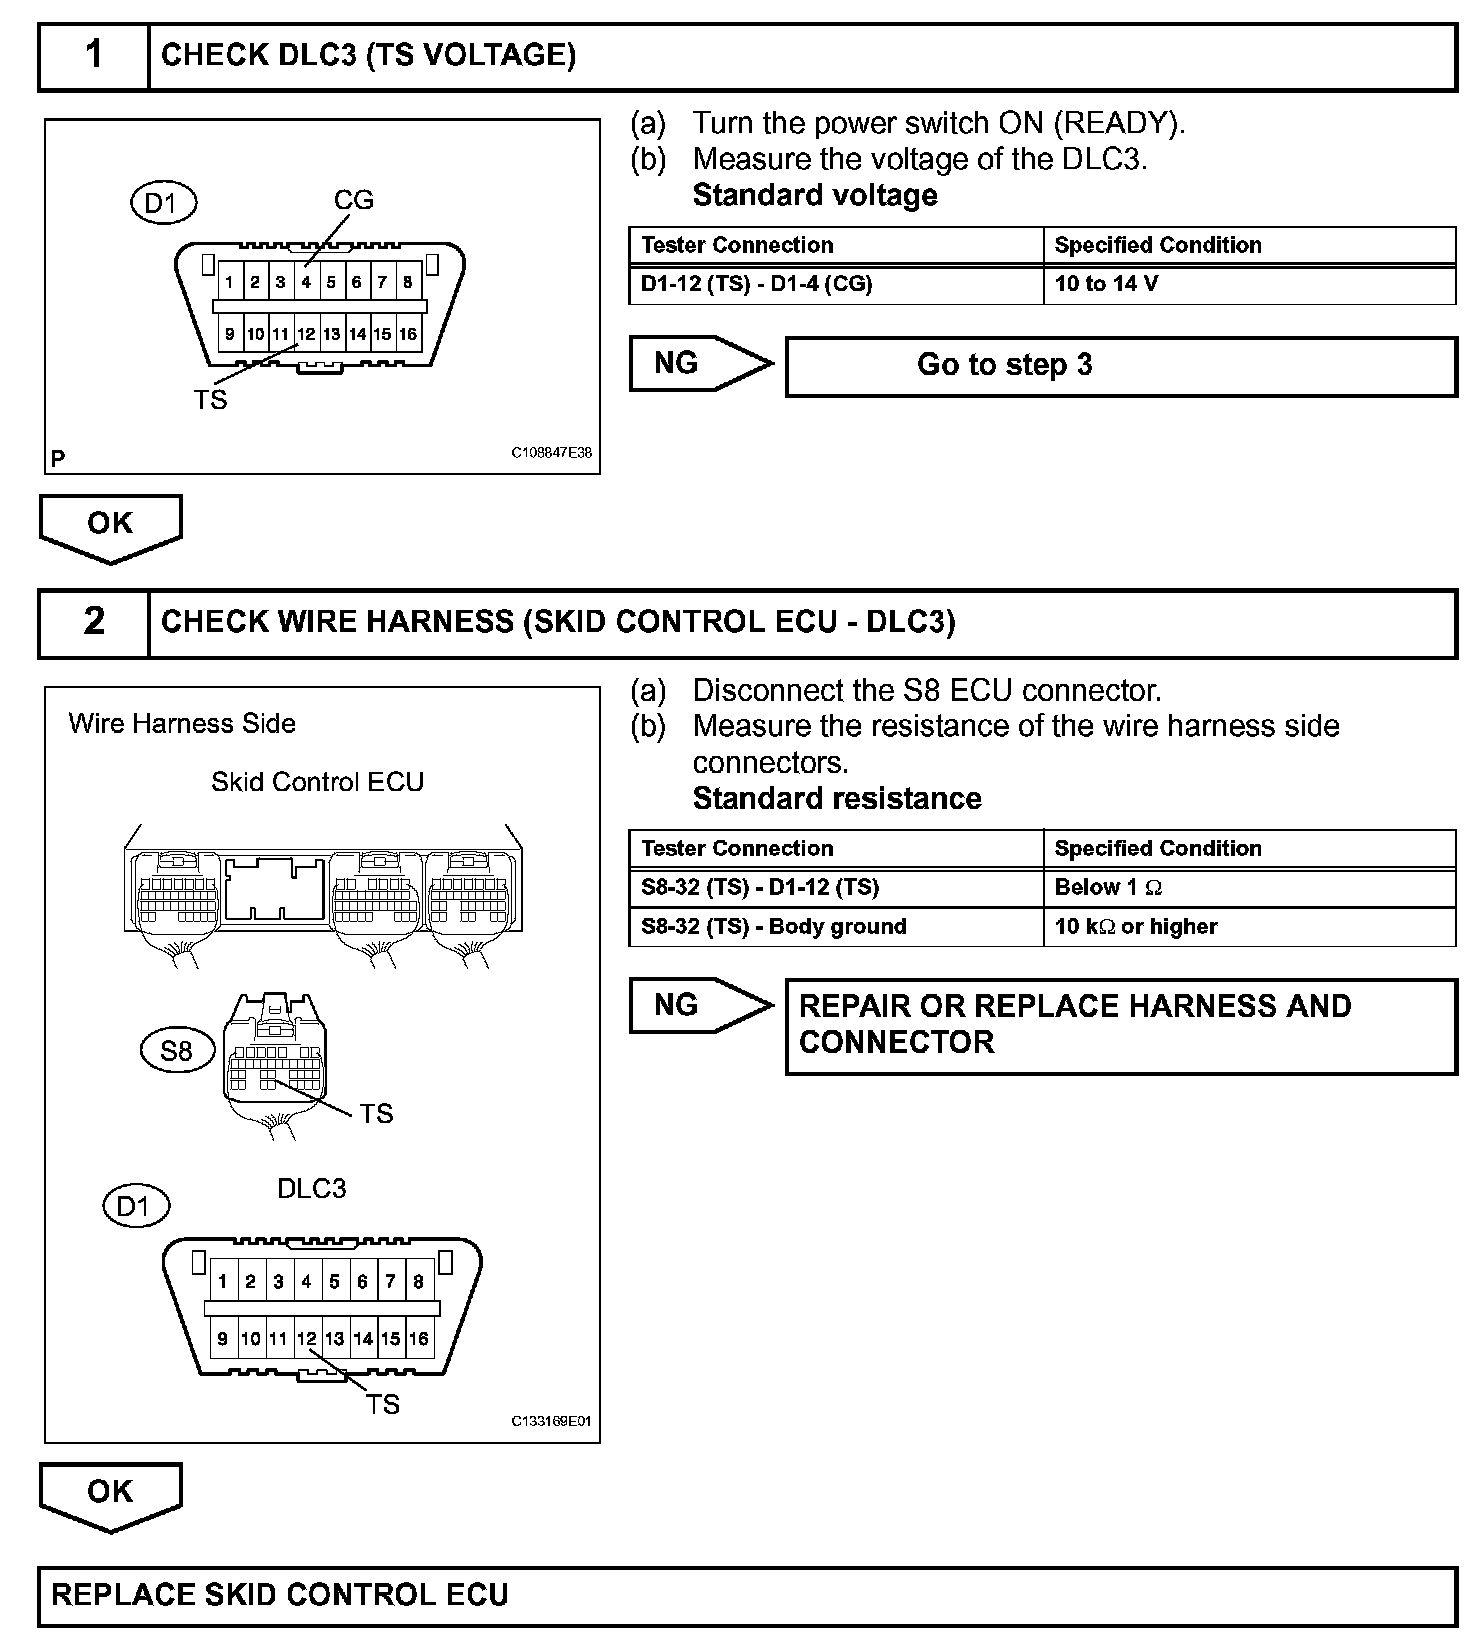 1 CHECK DLC3 (TS VOLTAGE)
D1
CG
1 2 3 4 5 6 7 8
9 10 11 12 13 14 15 16
TS
P
C108847E38
(a) Turn the power switch ON (READY).
(b) Measure the voltage of the DLC3.
Standard voltage
Tester Connection Specified Condition
D1-12 (TS) - D1-4 (CG) 10 to 14 V
NG Go to step 3
OK
2 CHECK WIRE HARNESS (SKID CONTROL ECU - DLC3)
Wire Harness Side
Skid Control ECU
S8
TS
DLC3
D1
1 2 3 4 5 6 7 8
9 10 11 12 13 14 15 16
TS
C133169E01
(a) Disconnect the S8 ECU connector.
(b) Measure the resistance of the wire harness side
connectors.
Standard resistance
Tester Connection Specified Condition
S8-32 (TS) - D1-12 (TS) Below 1 Ω
S8-32 (TS) - Body ground 10 kΩ or higher
NG REPAIR OR REPLACE HARNESS AND
CONNECTOR
OK
REPLACE SKID CONTROL ECU